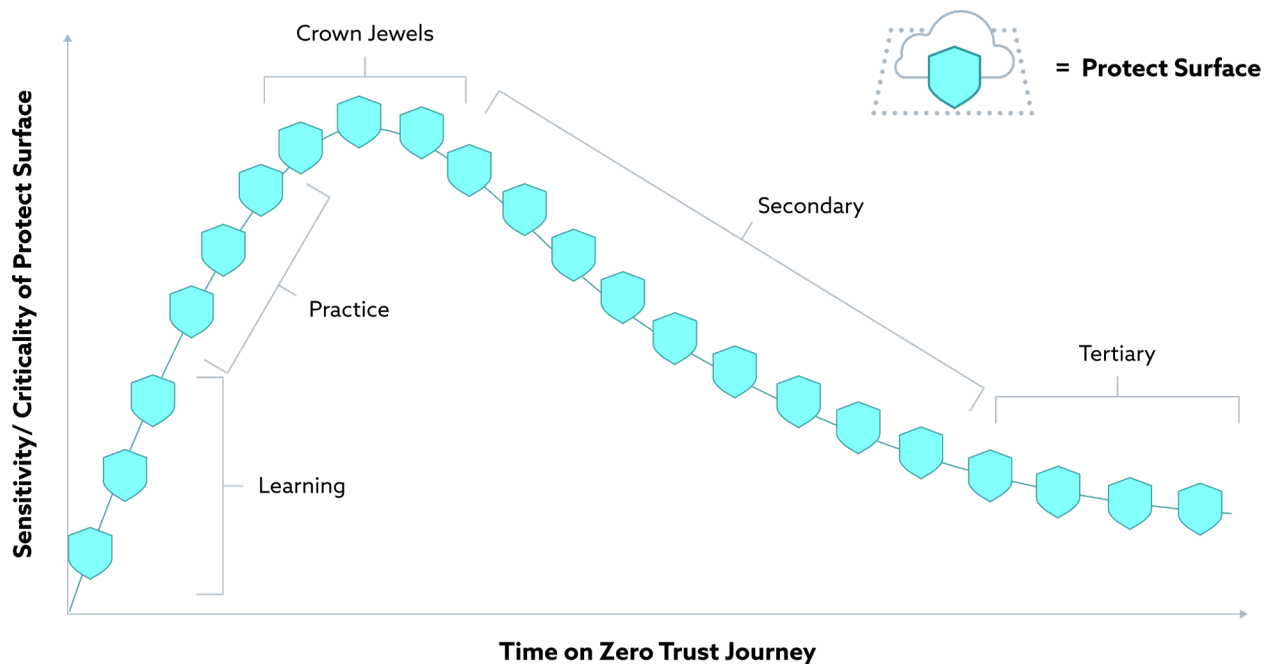 Crown Jewels
= Protect Surface
Secondary
Practice
Tertiary
Learning
Sensitivity/ Criticality of Protect Surface
Time on Zero Trust Journey